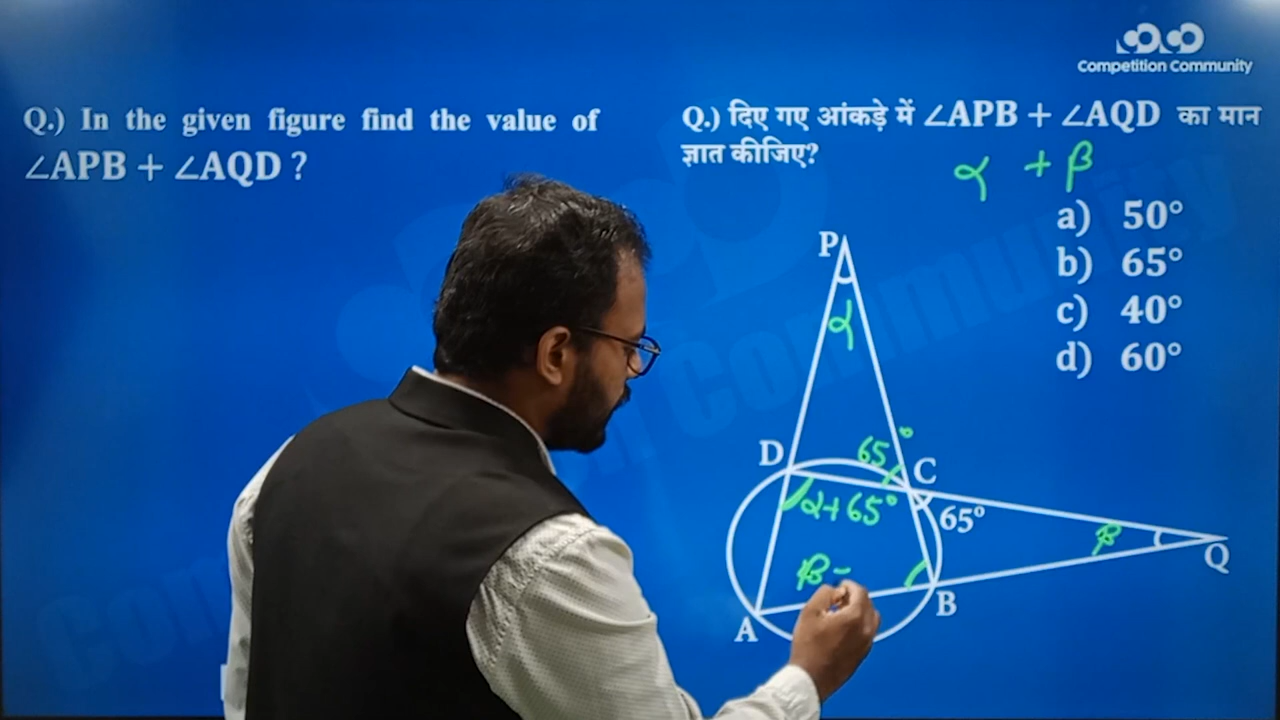 Competition Community
Q.) In the given figure find the value of
∠APB + ∠AQD ?
Q.) दिए गए आंकड़े में ∠APB + ∠AQD का मान
ज्ञात कीजिए?
α + β
a) 50°
b) 65°
c) 40°
d) 60°
P
α
D
65°
C
α+65°
65°
β
Q
β-
B
A